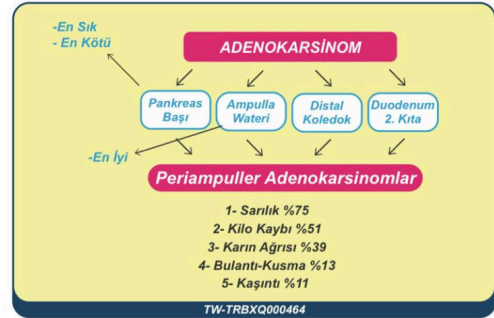 -En Sık
- En Kötü
ADENOKARSİNOM
Pankreas
Başı
Ampulla
Wateri
Distal
Koledok
Duodenum
2. Kıta
-En İyi
Periampuller Adenokarsinomlar
1- Sarılık %75
2- Kilo Kaybı %51
3- Karın Ağrısı %39
4- Bulantı-Kusma %13
5- Kaşıntı %11
TW-TRBXQ000464